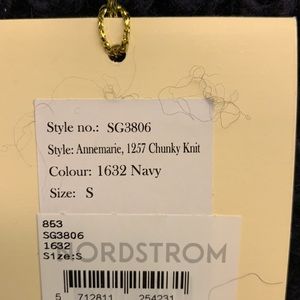 Style no.: SG3806
Style: Annemarie, 1257 Chunky Knit
Colour: 1632 Navy
Size: S
853
SG3806
1632
Size:S
NORDSTROM
5 712811 254231